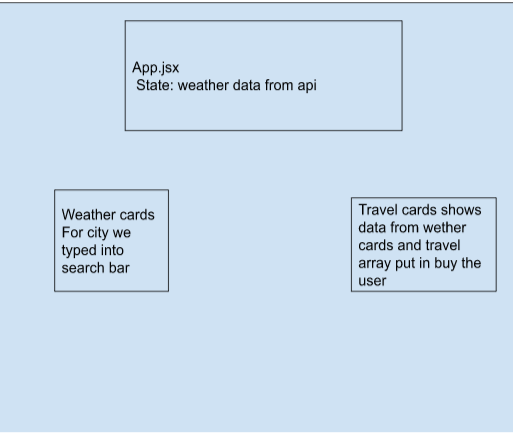 App.jsx
State: weather data from api
Weather cards
For city we
typed into
search bar
Travel cards shows
data from wether
cards and travel
array put in buy the
user